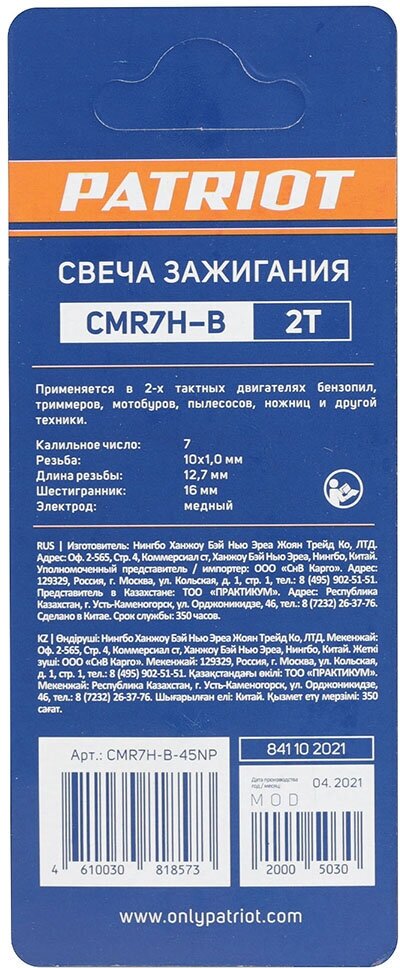 PATRIOT
СВЕЧА ЗАЖИГАНИЯ
CMR7H-B 2T
Применяется в 2-х тактных двигателях бензопил,
триммеров, мотобуров, пылесосов, ножниц и другой
техники.
Калильное число: 7
Резьба: 10x1,0 мм
Длина резьбы: 12,7 мм
Шестигранник: 16 мм
Электрод: медный
RUS | Изготовитель: Нингбо Ханжоу Бэй Нью Эреа Жоян Трейд Ко, ЛТД.
Адрес: Оф. 2-565, Стр. 4, Коммерсиал ст, Ханжоу Эреа, Нингбо, Китай.
Уполномоченный представитель / импортер: ООО «СнВ Карго». Адрес:
129329, Россия, г. Москва, ул. Кольская, д. 1, стр. 1, тел.: 8 (495) 902-51-51.
Представитель в Казахстане: ТОО «ПРАКТИКУМ». Адрес: Республика
Казахстан, г. Усть-Каменогорск, ул. Орджоникидзе, 46, тел.: 8 (7232) 26-37-76.
Сделано в Китае. Срок службы: 350 часов.
KZ | Өндіруші: Нингбо Ханжоу Бэй Нью Эреа Жоян Трейд Ко, ЛТД. Мекенжай:
Оф. 2-565, Стр. 4, Коммерсиал ст, Ханжоу Бэй Нью Эреа, Нингбо, Китай. Жеткі
зуші: ООО «СнВ Карго». Мекенжай: 129329, Россия, г. Москва, ул. Кольская,
д. 1, стр. 1, тел.: 8 (495) 902-51-51. Қазақстандағы өкілі: ТОО "ПРАКТИКУМ".
Мекенжай: Республика Казахстан, г. Усть-Каменогорск, ул. Орджоникидзе,
46, тел.: 8 (7232) 26-37-76. Шығарылған елі: Китай. Қызмет ету мерзімі: 350
сағат.
Арт.: CMR7H-B-45NP
4 610030 818573
841 10 2021
Дата производства
год / месяц:
04.2021
MOD
2000 5030
www.onlypatriot.com